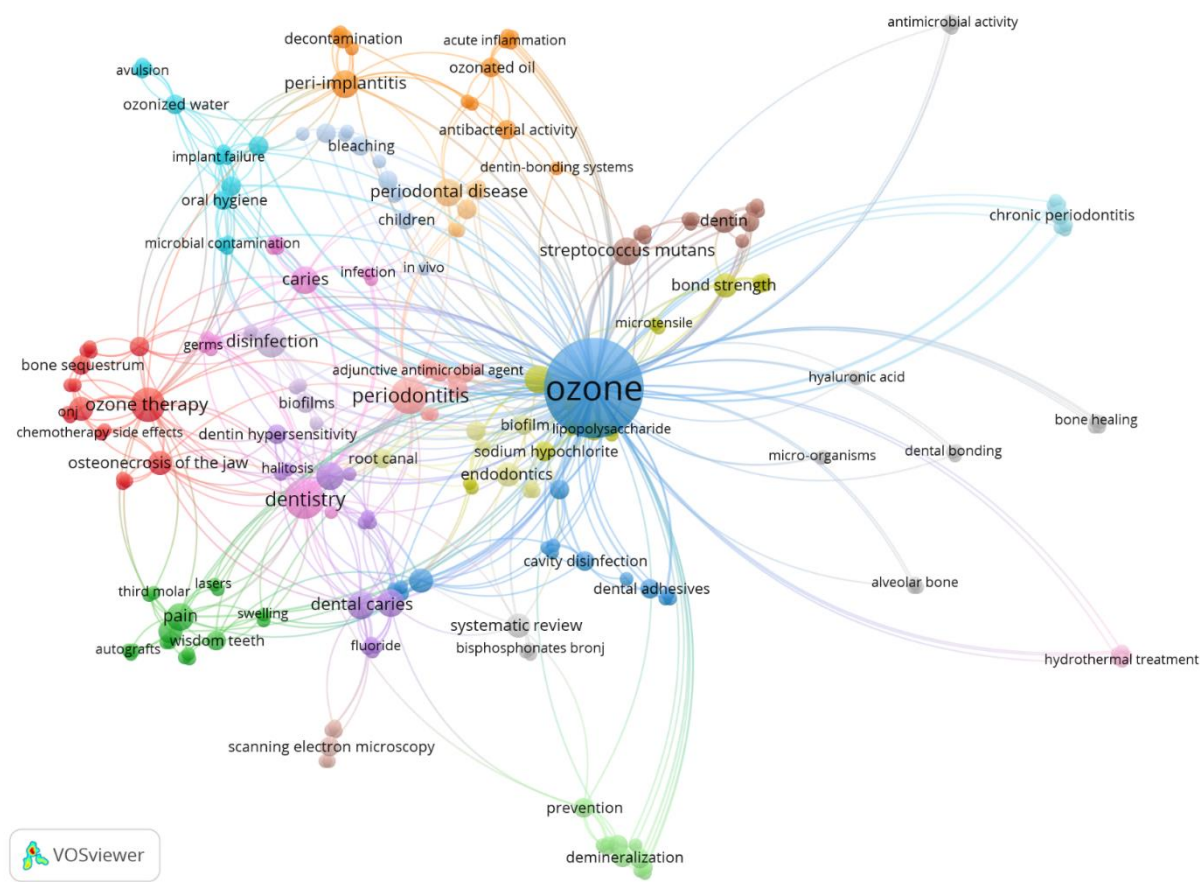 antimicrobial activity
decontamination
acute inflammation
ozonated oil
avulsion
peri-implantitis
ozonized water
antibacterial activity
bleaching
implant failure
dentin-bonding systems
periodontal disease
oral hygiene
children
dentin
chronic periodontitis
microbial contamination
streptococcus mutans
caries
infection
in vivo
bond strength
microtensile
germs
disinfection
bone sequestrum
adjunctive antimicrobial agent
hyaluronic acid
ozone
periodontitis
onj
ozone therapy
biofilms
bone healing
chemotherapy side effects
dentin hypersensitivity
biofilm
lipopolysaccharide
sodium hypochlorite
dental bonding
micro-organisms
osteonecrosis of the jaw
halitosis
root canal
endodontics
dentistry
cavity disinfection
alveolar bone
third molar
lasers
dental adhesives
dental caries
pain
swelling
systematic review
wisdom teeth
autografts
fluoride
bisphosphonates bronj
hydrothermal treatment
scanning electron microscopy
prevention
demineralization
VOSviewer